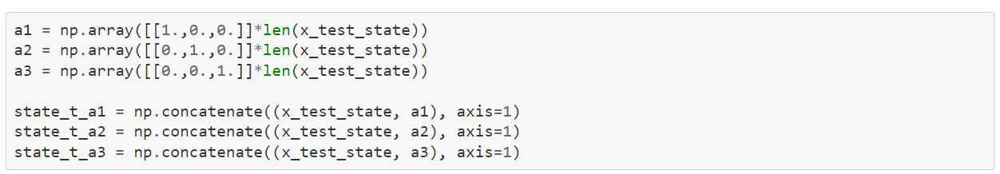 a1 = np.array([[1.,0.,0.]]*len(x_test_state))
a2 = np.array([[0.,1.,0.]]*len(x_test_state))
a3 = np.array([[0.,0.,1.]]*len(x_test_state))
state_t_a1 = np.concatenate((x_test_state, a1), axis=1)
state_t_a2 = np.concatenate((x_test_state, a2), axis=1)
state_t_a3 = np.concatenate((x_test_state, a3), axis=1)